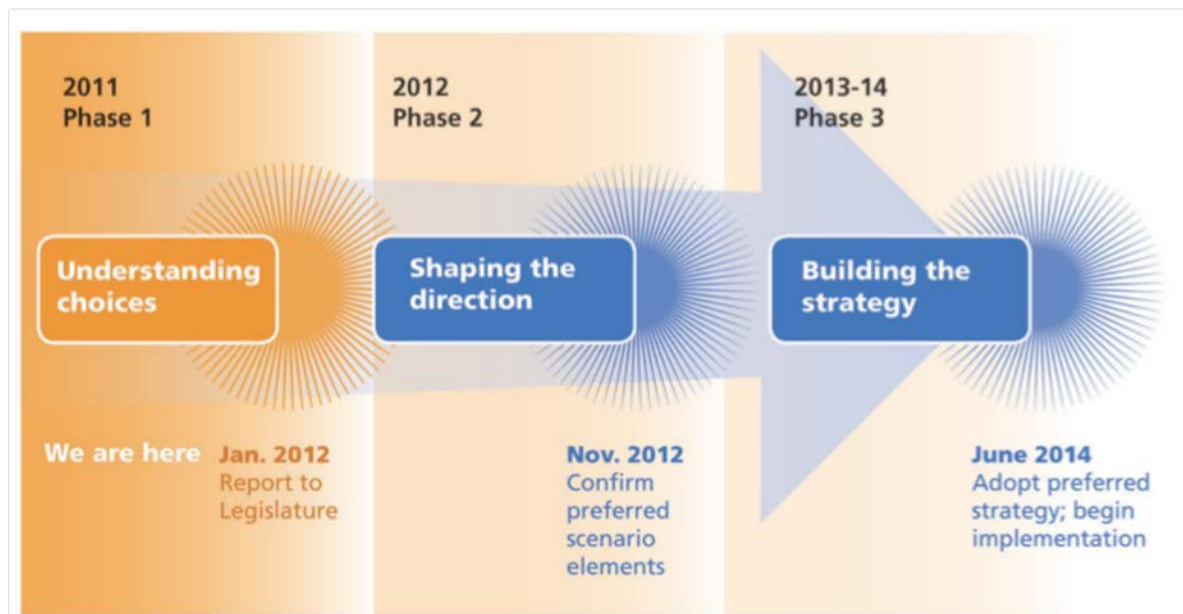 2011
Phase 1
2012
Phase 2
2013-14
Phase 3
Understanding
choices
Shaping the
direction
Building the
strategy
We are here
Jan. 2012
Report to
Legislature
Nov. 2012
Confirm
preferred
scenario
elements
June 2014
Adopt preferred
strategy; begin
implementation